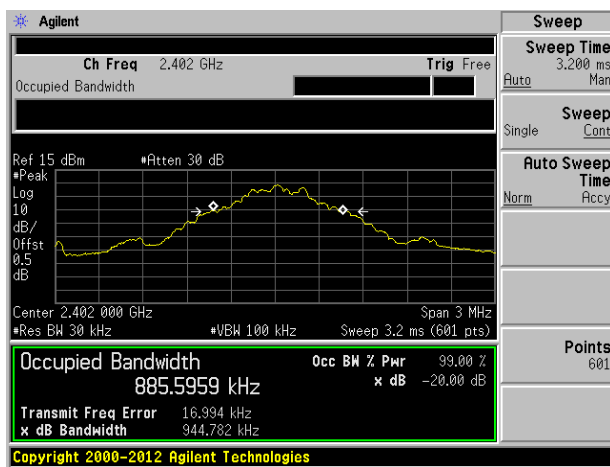 Agilent
Sweep
Ch Freq 2.402 GHz Trig Free
Occupied Bandwidth
Sweep Time
3.200 ms
Auto Man
Sweep
Single Cont
Auto Sweep
Time
Norm Accy
Ref 15 dBm #Atten 30 dB
#Peak
Log
10
dB/
Offst
0.5
dB
Center 2.402 000 GHz Span 3 MHz
#Res BW 30 kHz #VBW 100 kHz Sweep 3.2 ms (601 pts)
Points
601
Occupied Bandwidth Occ BW % Pwr 99.00 %
885.5959 kHz x dB -20.00 dB
Transmit Freq Error 16.994 kHz
x dB Bandwidth 944.782 kHz
Copyright 2000-2012 Agilent Technologies